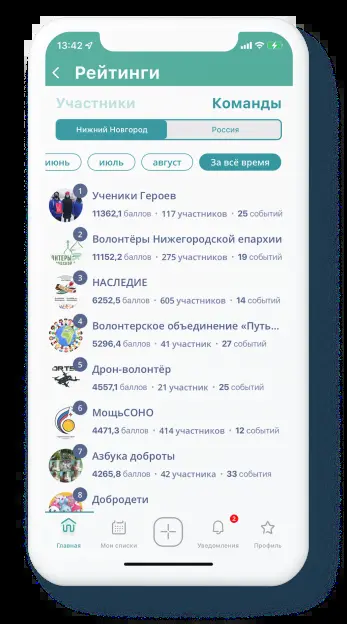 13:42
Рейтинги
Участники Команды
Нижний Новгород Россия
июнь июль август За всё время
1 Ученики Героев
11362,1 баллов · 117 участников · 25 событий
2 Волонтёры Нижегородской епархии
11152,2 баллов · 275 участников · 19 событий
3 НАСЛЕДИЕ
6252,5 баллов · 605 участников · 14 событий
4 Волонтерское объединение «Путь...
5296,4 баллов · 41 участник · 27 событий
5 Дрон-волонтёр
4557,1 баллов · 21 участник · 25 событий
6 МощьСОНО
4471,3 баллов · 414 участников · 12 событий
7 Азбука доброты
4265,8 баллов · 42 участника · 33 события
8 Добродети
2
Главная Мои списки Уведомления Профиль